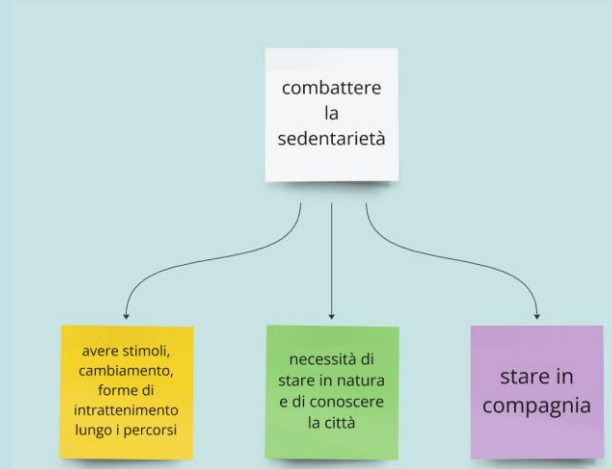 combattere
la
sedentarietà
avere stimoli,
cambiamento,
forme di
intrattenimento
lungo i percorsi
necessità di
stare in natura
e di conoscere
la città
stare in
compagnia